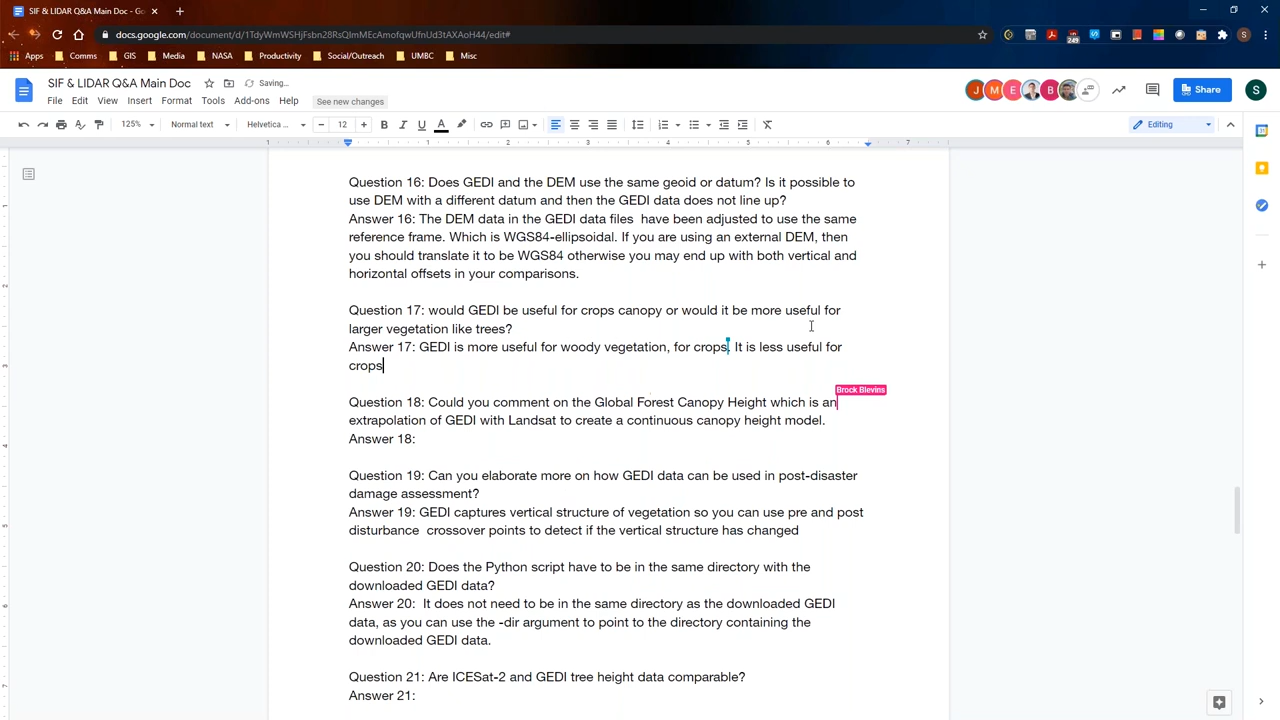 SIF & LIDAR Q&A Main Doc - Go
docs.google.com/document/d/1TdyWmWSHjFsbn28RsQImMEcAmofqwUfnUd3tAXAoH44/edit#
Apps Comms GIS Media NASA Productivity Social/Outreach UMBC Misc
SIF & LIDAR Q&A Main Doc Saving...
File Edit View Insert Format Tools Add-ons Help See new changes
Share
125% Normal text Helvetica ... 12 Editing
Question 16: Does GEDI and the DEM use the same geoid or datum? Is it possible to
use DEM with a different datum and then the GEDI data does not line up?
Answer 16: The DEM data in the GEDI data files  have been adjusted to use the same
reference frame. Which is WGS84-ellipsoidal. If you are using an external DEM, then
you should translate it to be WGS84 otherwise you may end up with both vertical and
horizontal offsets in your comparisons.
Question 17: would GEDI be useful for crops canopy or would it be more useful for
larger vegetation like trees?
Answer 17: GEDI is more useful for woody vegetation, for crops. It is less useful for
crops
Brock Blevins
Question 18: Could you comment on the Global Forest Canopy Height which is an
extrapolation of GEDI with Landsat to create a continuous canopy height model.
Answer 18:
Question 19: Can you elaborate more on how GEDI data can be used in post-disaster
damage assessment?
Answer 19: GEDI captures vertical structure of vegetation so you can use pre and post
disturbance  crossover points to detect if the vertical structure has changed
Question 20: Does the Python script have to be in the same directory with the
downloaded GEDI data?
Answer 20:  It does not need to be in the same directory as the downloaded GEDI
data, as you can use the -dir argument to point to the directory containing the
downloaded GEDI data.
Question 21: Are ICESat-2 and GEDI tree height data comparable?
Answer 21: